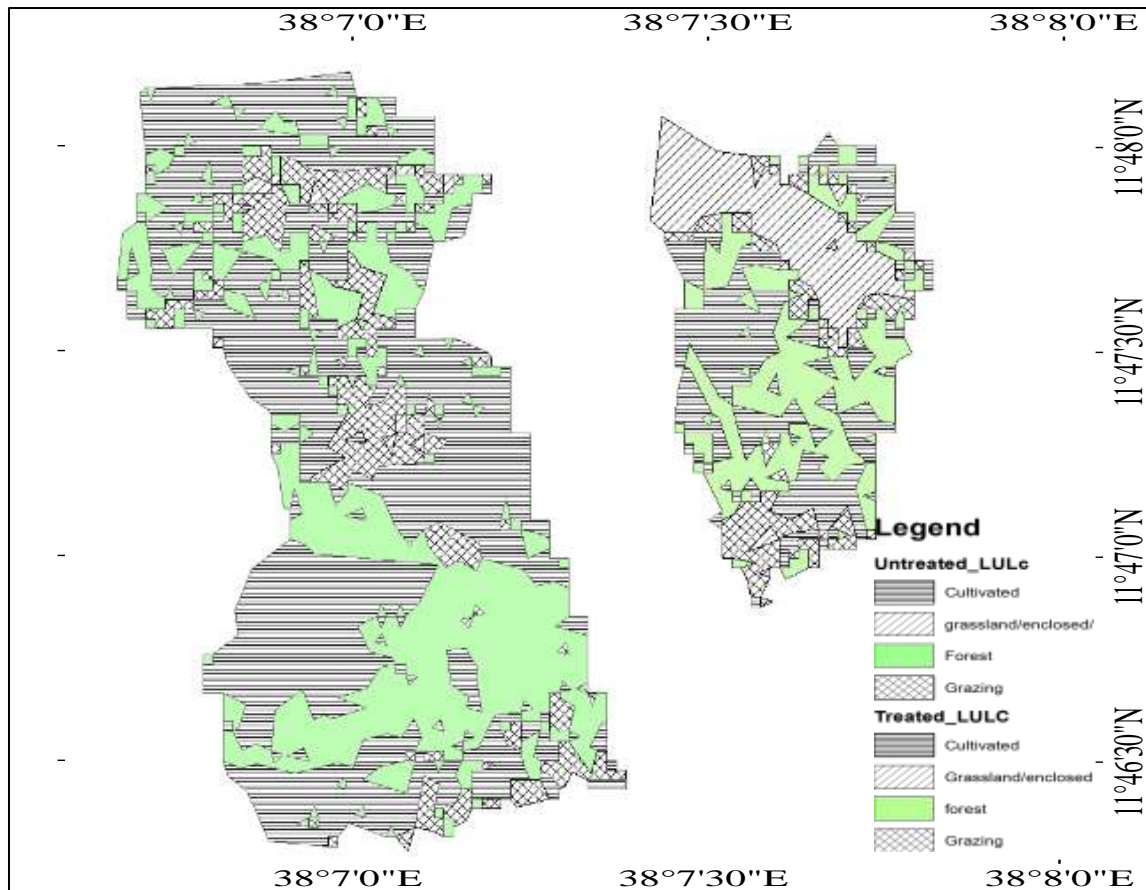 38°7'0"E 38°7'30"E 38°8'0"E
11°48'0"N
11°47'30"N
11°47'0"N
11°46'30"N
Legend
Untreated_LULc
Cultivated
grassland/enclosed/
Forest
Grazing
Treated_LULC
Cultivated
Grassland/enclosed
forest
Grazing
38°7'0"E 38°7'30"E 38°8'0"E